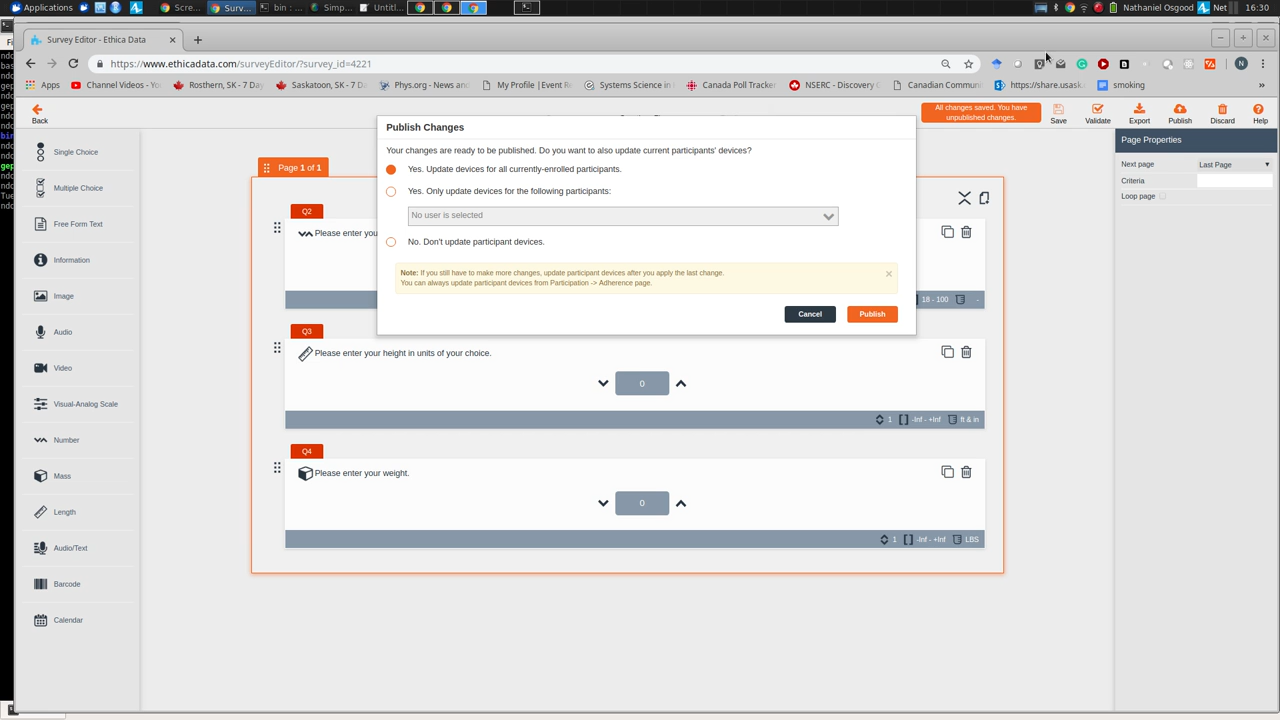 Applications
Scre...
Surv...
bin : ...
Simp...
Untitl...
Nathaniel Osgood
Net
16:30
Survey Editor - Ethica Data
https://www.ethicadata.com/surveyEditor/?survey_id=4221
N
Apps
Channel Videos - You
Rosthern, SK - 7 Day
Saskatoon, SK - 7 Da
Phys.org - News and
My Profile |Event R
Systems Science in
Canada Poll Tracker
NSERC - Discovery G
Canadian Commu
https://share.usask.
smoking
»
Back
All changes saved. You have
unpublished changes.
Save
Validate
Export
Publish
Discard
Help
Single Choice
Multiple Choice
Free Form Text
Information
Image
Audio
Video
Visual-Analog Scale
Number
Mass
Length
Audio/Text
Barcode
Calendar
Page 1 of 1
Publish Changes
Your changes are ready to be published. Do you want to also update current participants' devices?
Yes. Update devices for all currently-enrolled participants.
Yes. Only update devices for the following participants:
No user is selected
No. Don't update participant devices.
Note: If you still have to make more changes, update participant devices after you apply the last change.
You can always update participant devices from Participation -> Adherence page.
Cancel
Publish
Q2
Please enter you
18 - 100
-
Q3
Please enter your height in units of your choice.
0
1
-Inf - +Inf
ft & in
Q4
Please enter your weight.
0
1
-Inf - +Inf
LBS
Page Properties
Next page
Last Page
Criteria
Loop page